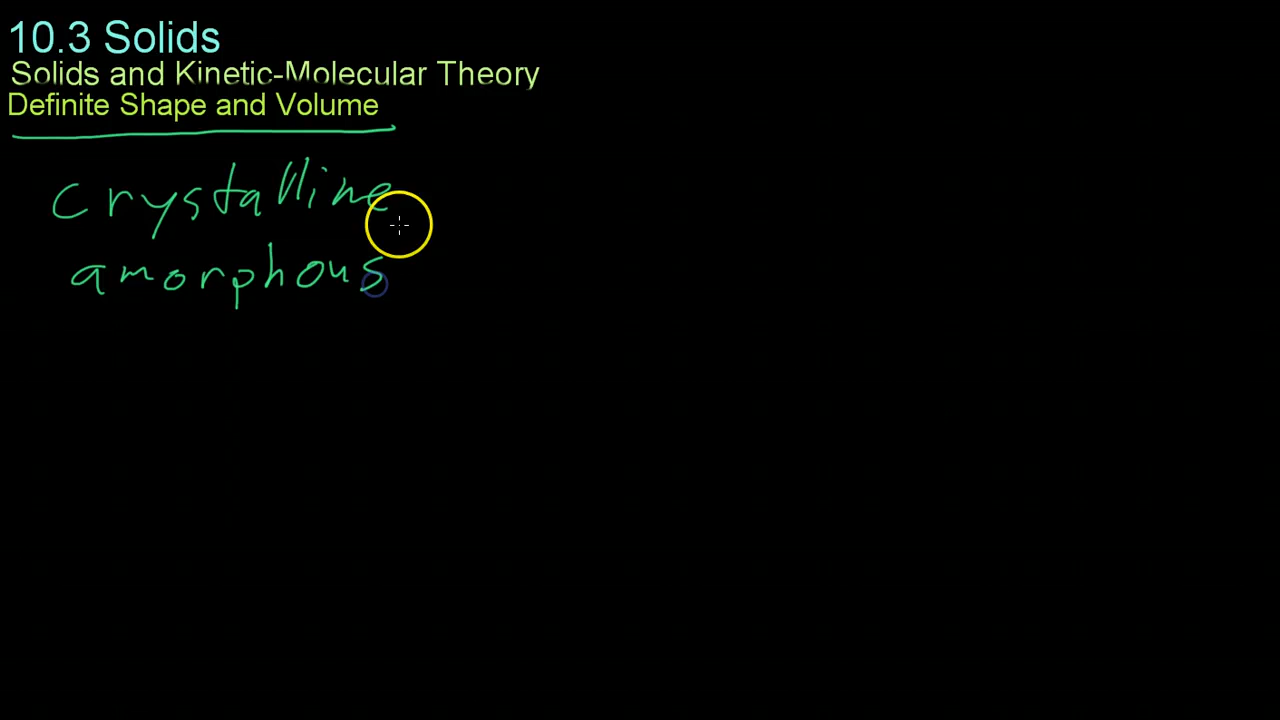 10.3 Solids
Solids and Kinetic-Molecular Theory
Definite Shape and Volume
crystalline
amorphous